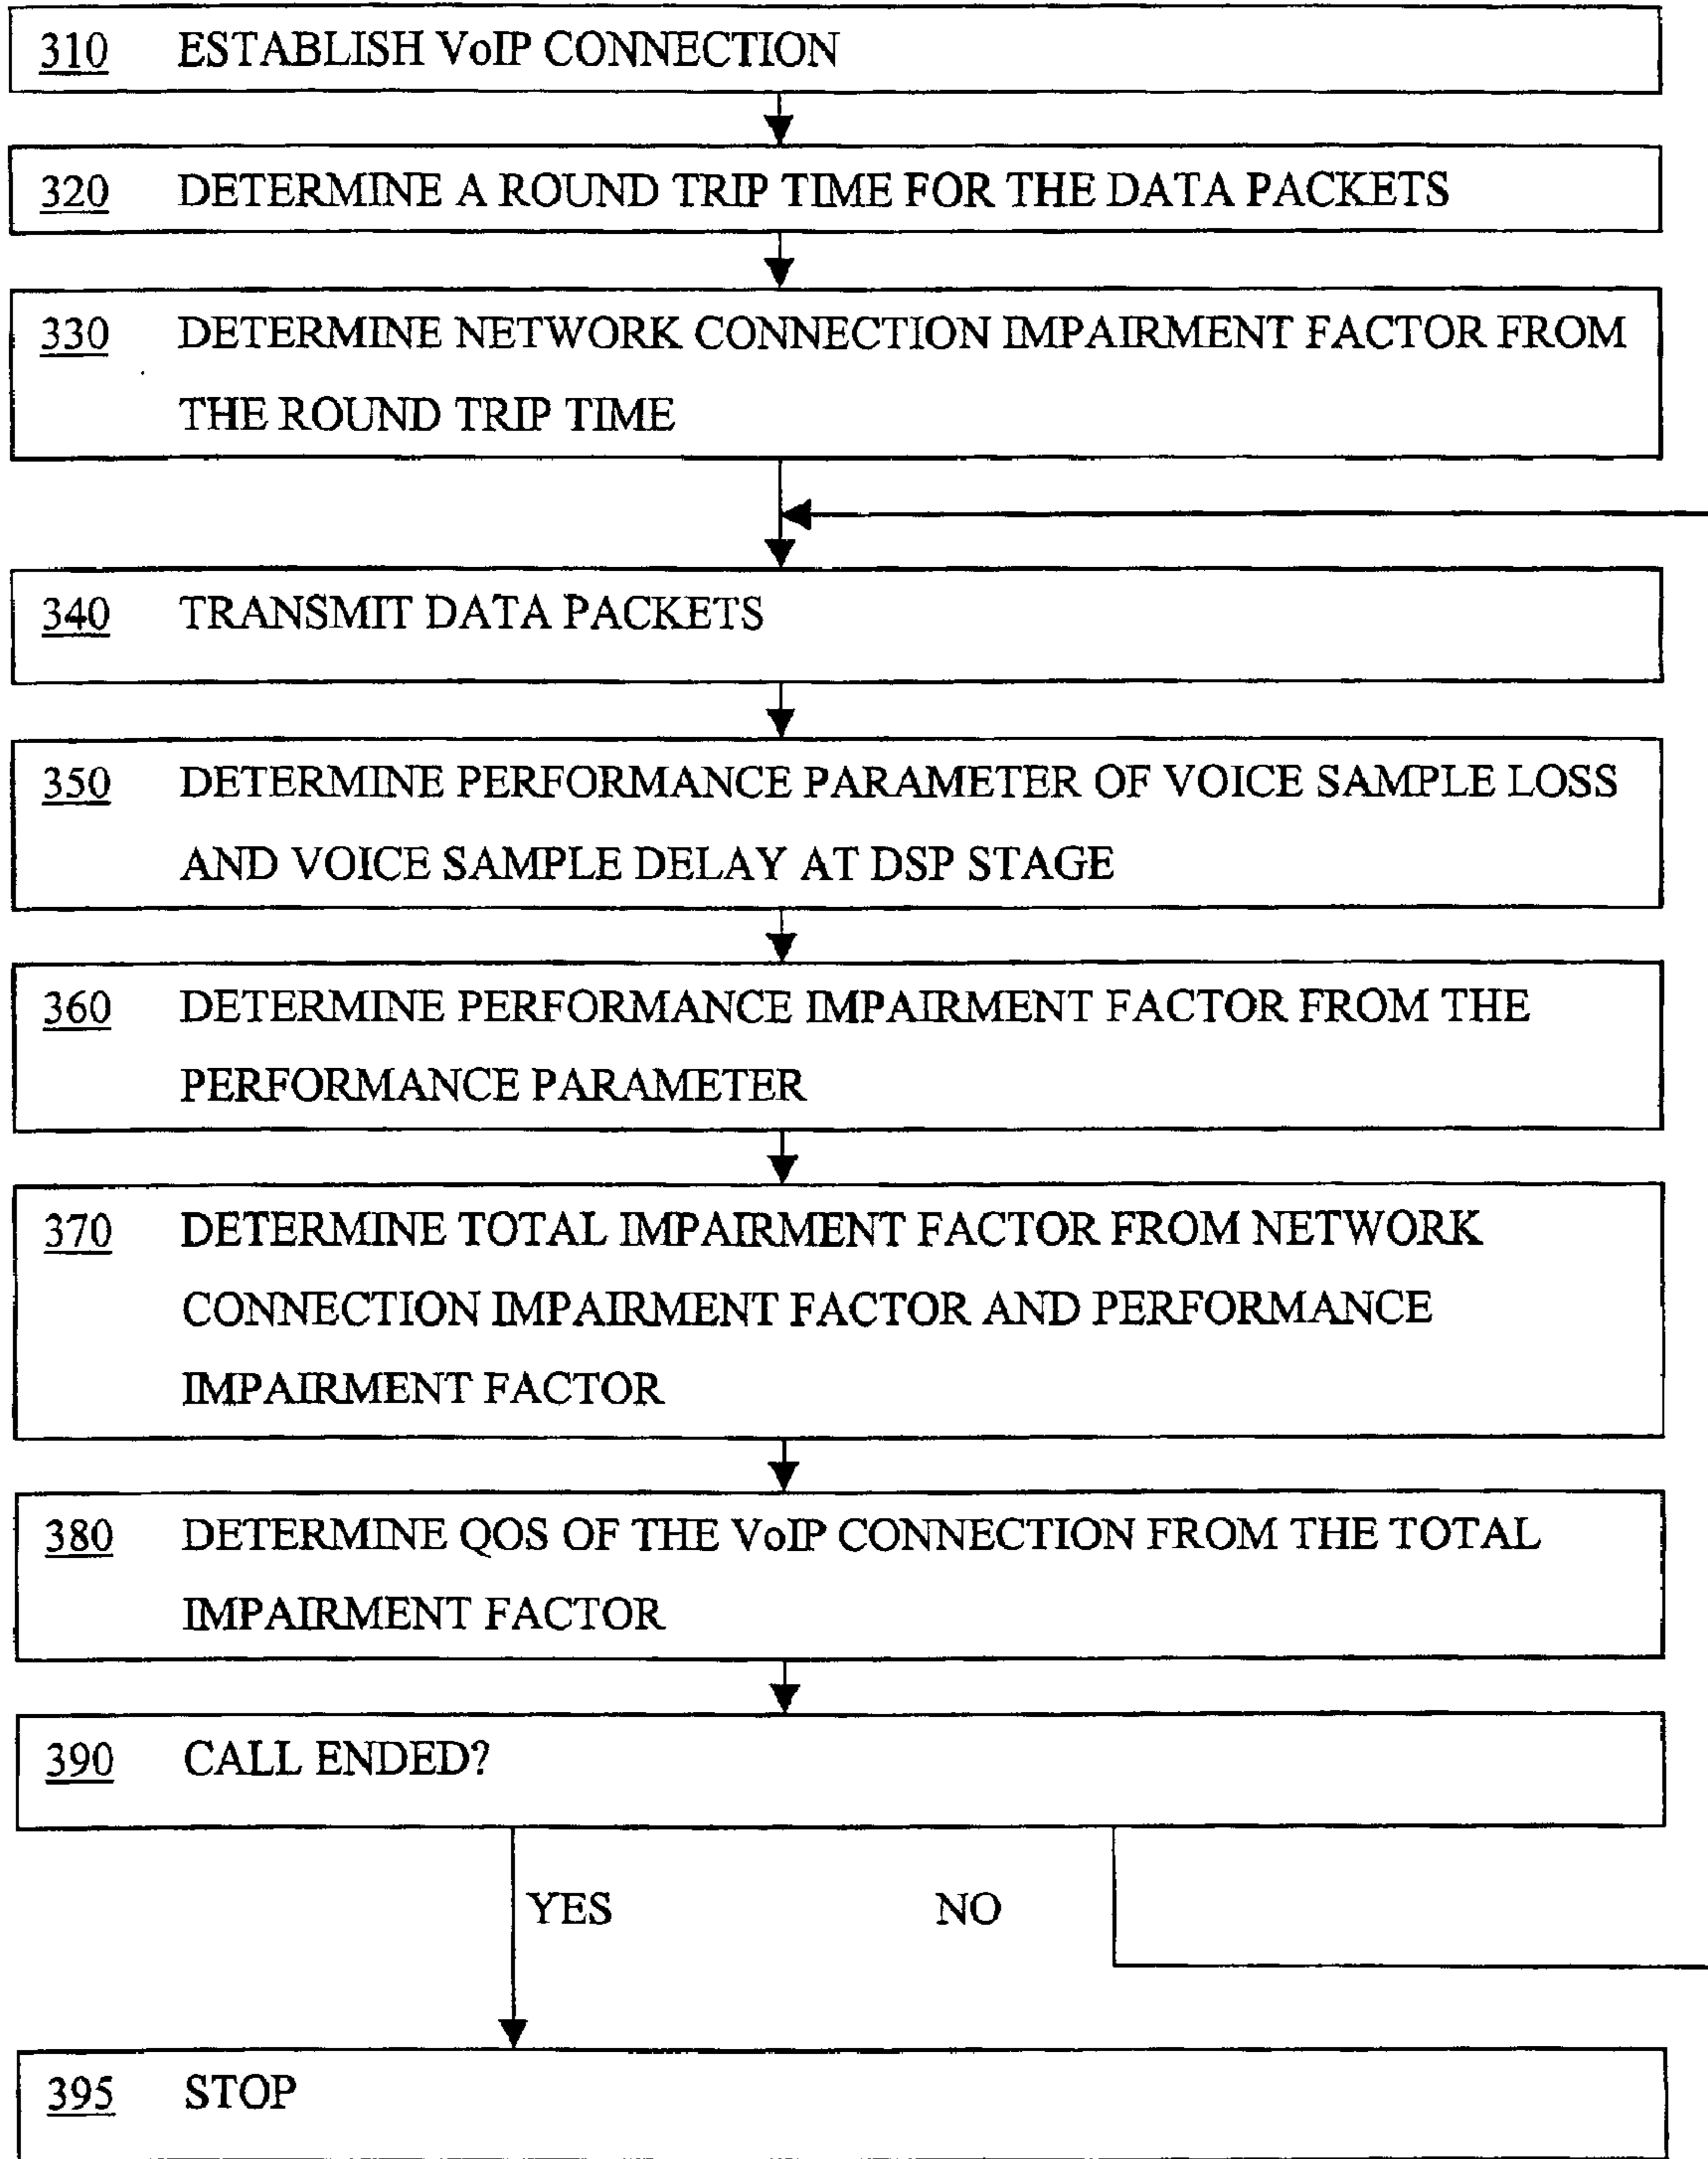 310 ESTABLISH VoIP CONNECTION
320 DETERMINE A ROUND TRIP TIME FOR THE DATA PACKETS
330 DETERMINE NETWORK CONNECTION IMPAIRMENT FACTOR FROM
THE ROUND TRIP TIME
340 TRANSMIT DATA PACKETS
350 DETERMINE PERFORMANCE PARAMETER OF VOICE SAMPLE LOSS
AND VOICE SAMPLE DELAY AT DSP STAGE
360 DETERMINE PERFORMANCE IMPAIRMENT FACTOR FROM THE
PERFORMANCE PARAMETER
370 DETERMINE TOTAL IMPAIRMENT FACTOR FROM NETWORK
CONNECTION IMPAIRMENT FACTOR AND PERFORMANCE
IMPAIRMENT FACTOR
380 DETERMINE QOS OF THE VoIP CONNECTION FROM THE TOTAL
IMPAIRMENT FACTOR
390 CALL ENDED?
YES NO
395 STOP